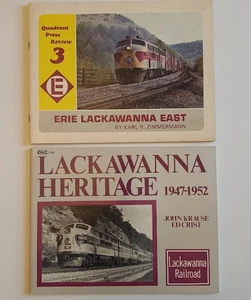 Quadrant
Press
Review
3
E
ERIE LACKAWANNA EAST
BY KARL R. ZIMMERMANN
LACKAWANNA
HERITAGE 1947-1952
JOHN KRAUSE
ED CRIST
Lackawanna
Railroad